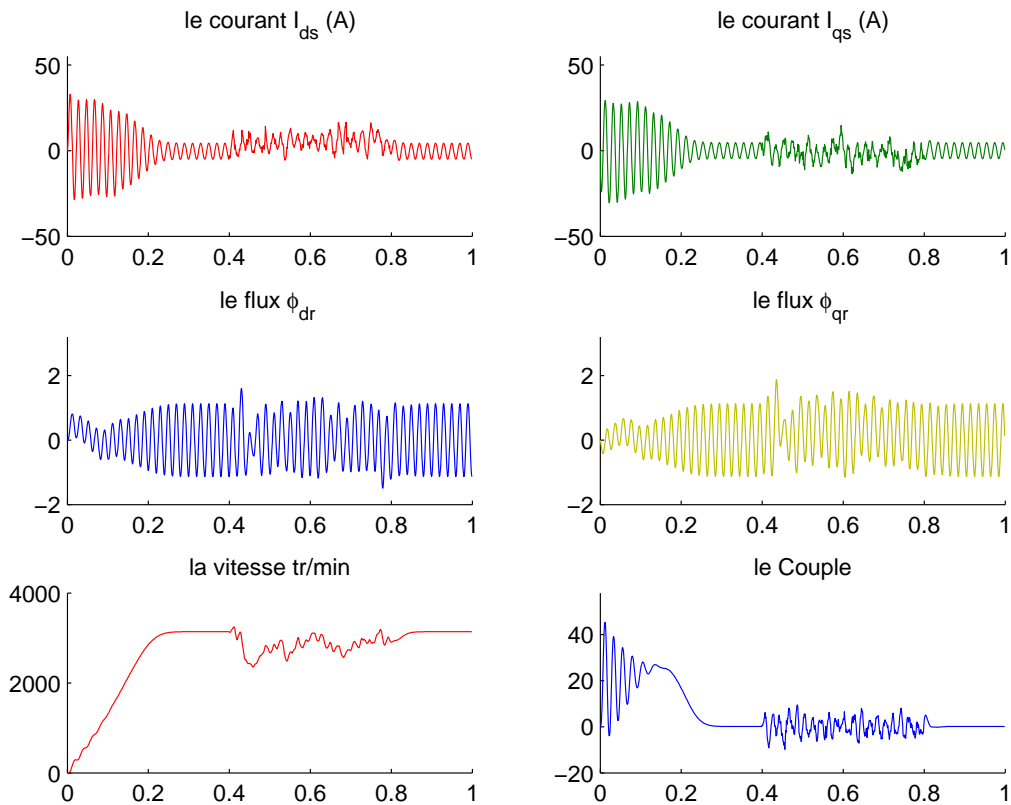 le courant I_ds (A)
50
0
−50
0 0.2 0.4 0.6 0.8 1
le courant I_qs (A)
50
0
−50
0 0.2 0.4 0.6 0.8 1
le flux ϕ_dr
2
0
−2
0 0.2 0.4 0.6 0.8 1
le flux ϕ_qr
2
0
−2
0 0.2 0.4 0.6 0.8 1
la vitesse tr/min
4000
2000
0
0 0.2 0.4 0.6 0.8 1
le Couple
40
20
0
−20
0 0.2 0.4 0.6 0.8 1